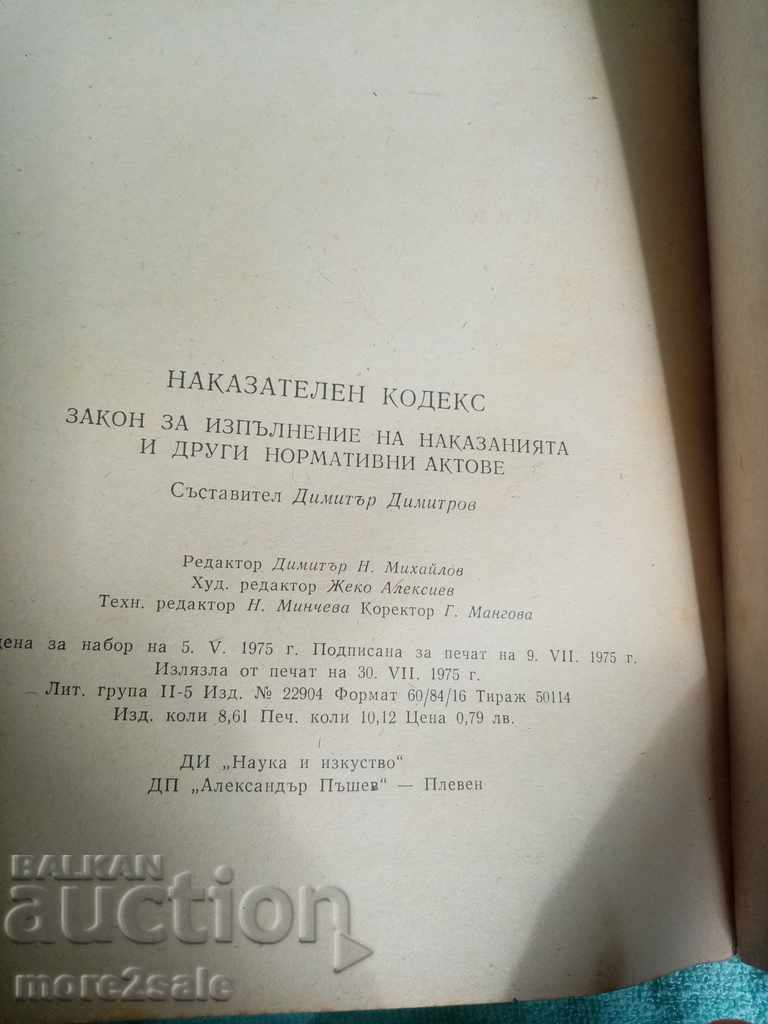 НАКАЗАТЕЛЕН КОДЕКС
ЗАКОН ЗА ИЗПЪЛНЕНИЕ НА НАКАЗАНИЯТА
И ДРУГИ НОРМАТИВНИ АКТОВЕ
Съставител Димитър Димитров
Редактор Димитър Н. Михайлов
Худ. редактор Жеко Алексиев
Техн. редактор Н. Минчева Коректор Г. Мангова
дена за набор на 5. V. 1975 г. Подписана за печат на 9. VII. 1975 г.
Излязла от печат на 30. VII. 1975 г.
Лит. група II-5 Изд. № 22904 Формат 60/84/16 Тираж 50114
Изд. коли 8,61 Печ. коли 10,12 Цена 0,79 лв.
ДИ „Наука и изкуство“
ДП „Александър Пъшев“ — Плевен
BALKAN
auction
more2sale